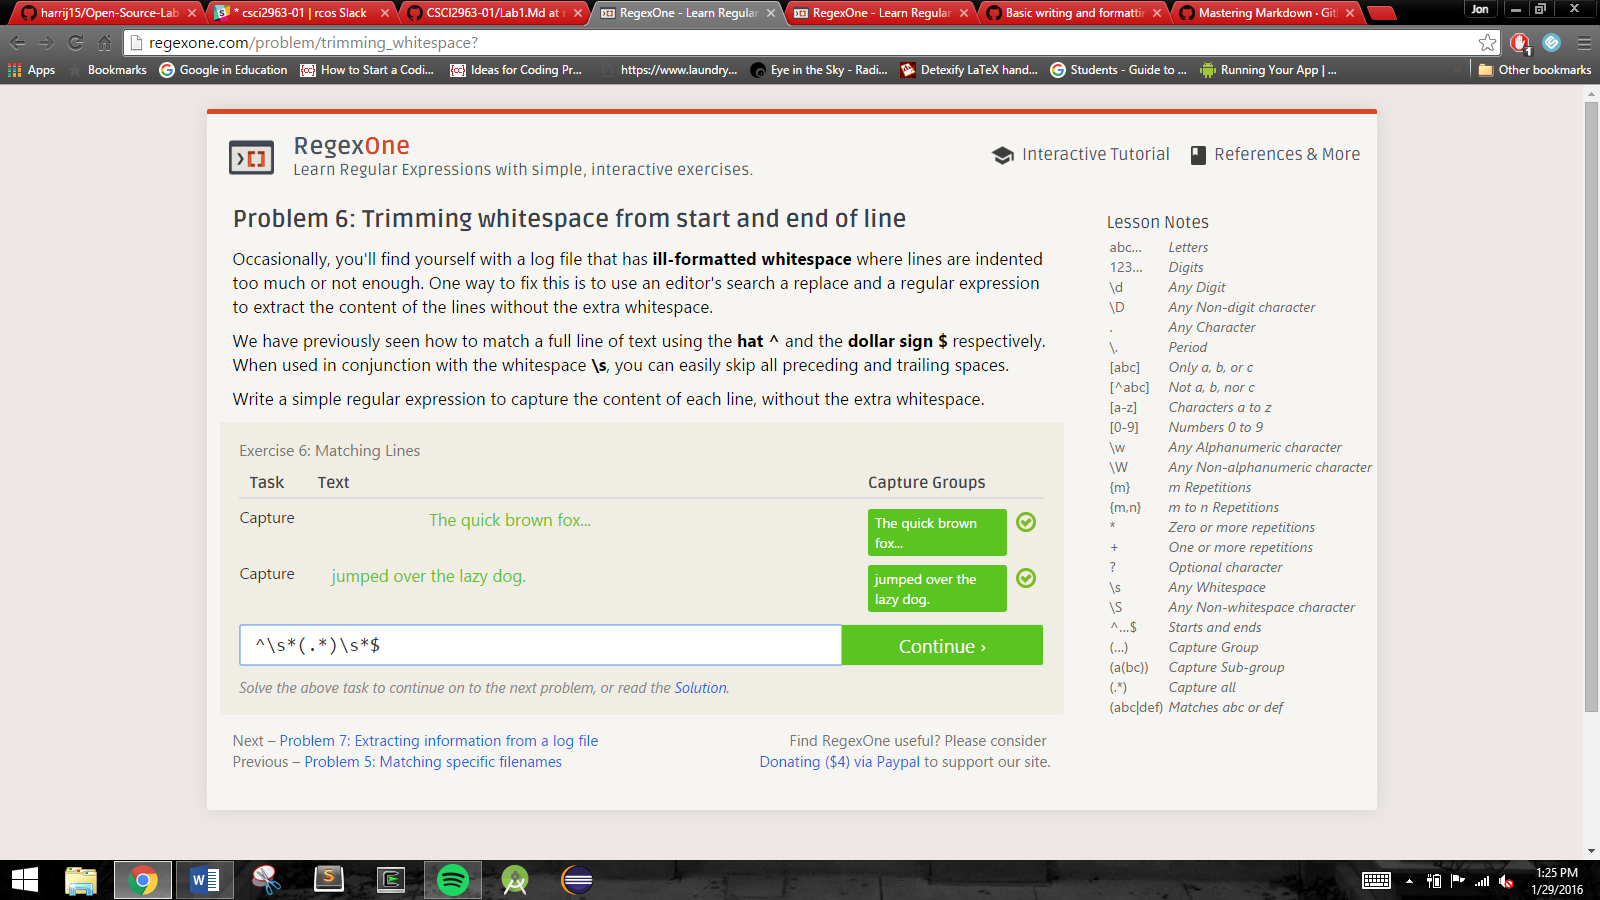 harrij15/Open-Source-Lab
* csci2963-01 | rcos Slack
CSCI2963-01/Lab1.Md at r
RegexOne - Learn Regular
RegexOne - Learn Regular
Basic writing and formattin
Mastering Markdown · Git
Jon
regexone.com/problem/trimming_whitespace?
1
Apps
Bookmarks
Google in Education
How to Start a Codi...
Ideas for Coding Pr...
https://www.laundry...
Eye in the Sky - Radi...
Detexify LaTeX hand...
Students - Guide to ...
Running Your App | ...
Other bookmarks
RegexOne
Learn Regular Expressions with simple, interactive exercises.
Interactive Tutorial
References & More
Problem 6: Trimming whitespace from start and end of line
Occasionally, you'll find yourself with a log file that has ill-formatted whitespace where lines are indented
too much or not enough. One way to fix this is to use an editor's search a replace and a regular expression
to extract the content of the lines without the extra whitespace.
We have previously seen how to match a full line of text using the hat ^ and the dollar sign $ respectively.
When used in conjunction with the whitespace \s, you can easily skip all preceding and trailing spaces.
Write a simple regular expression to capture the content of each line, without the extra whitespace.
Exercise 6: Matching Lines
Task Text Capture Groups
Capture The quick brown fox... The quick brown
fox...
Capture jumped over the lazy dog. jumped over the
lazy dog.
^\s*(.*)\s*$
Continue ›
Solve the above task to continue on to the next problem, or read the Solution.
Next – Problem 7: Extracting information from a log file
Previous – Problem 5: Matching specific filenames
Find RegexOne useful? Please consider
Donating ($4) via Paypal to support our site.
Lesson Notes
abc... Letters
123... Digits
\d Any Digit
\D Any Non-digit character
. Any Character
\. Period
[abc] Only a, b, or c
[^abc] Not a, b, nor c
[a-z] Characters a to z
[0-9] Numbers 0 to 9
\w Any Alphanumeric character
\W Any Non-alphanumeric character
{m} m Repetitions
{m,n} m to n Repetitions
* Zero or more repetitions
+ One or more repetitions
? Optional character
\s Any Whitespace
\S Any Non-whitespace character
^...$ Starts and ends
(...) Capture Group
(a(bc)) Capture Sub-group
(.*) Capture all
(abc|def) Matches abc or def
1:25 PM
1/29/2016